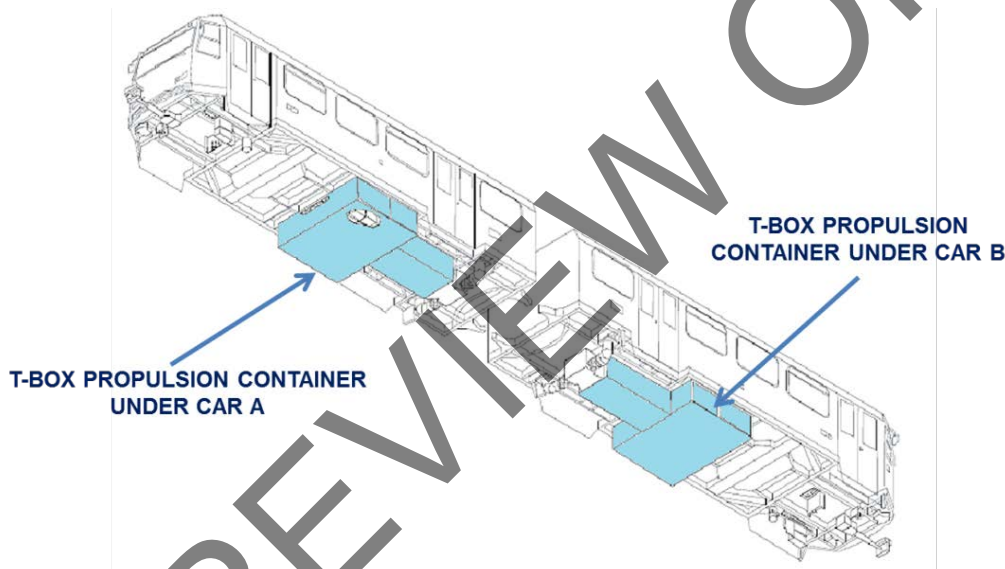 T-BOX PROPULSION
CONTAINER UNDER CAR B
T-BOX PROPULSION CONTAINER
UNDER CAR A
PREVIEW O